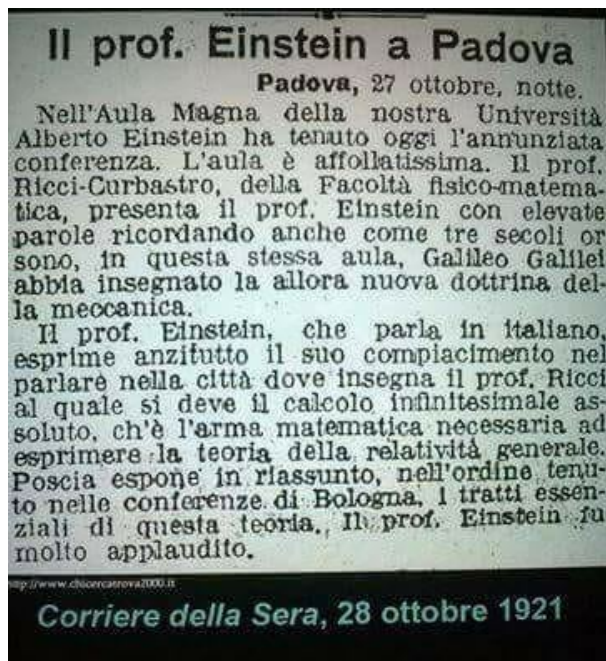 Il prof. Einstein a Padova
Padova, 27 ottobre, notte.
Nell'Aula Magna della nostra Università
Alberto Einstein ha tenuto oggi l'annunziata
conferenza. L'aula è affollatissima. Il prof.
Ricci-Curbastro, della Facoltà fisico-matema-
tica, presenta il prof. Einstein con elevate
parole ricordando anche come tre secoli or
sono, in questa stessa aula, Galileo Galilei
abbia insegnato la allora nuova dottrina del-
la meccanica.
Il prof. Einstein, che parla in italiano,
esprime anzitutto il suo compiacimento nel
parlare nella città dove insegna il prof. Ricci
al quale si deve il calcolo infinitesimale as-
soluto, ch'è l'arma matematica necessaria ad
esprimere la teoria della relatività generale.
Poscia espone in riassunto, nell'ordine tenu-
to nelle conferenze di Bologna, i tratti essen-
ziali di questa teoria. Il prof. Einstein fu
molto applaudito.
http://www.chicercatrova2000.it
Corriere della Sera, 28 ottobre 1921